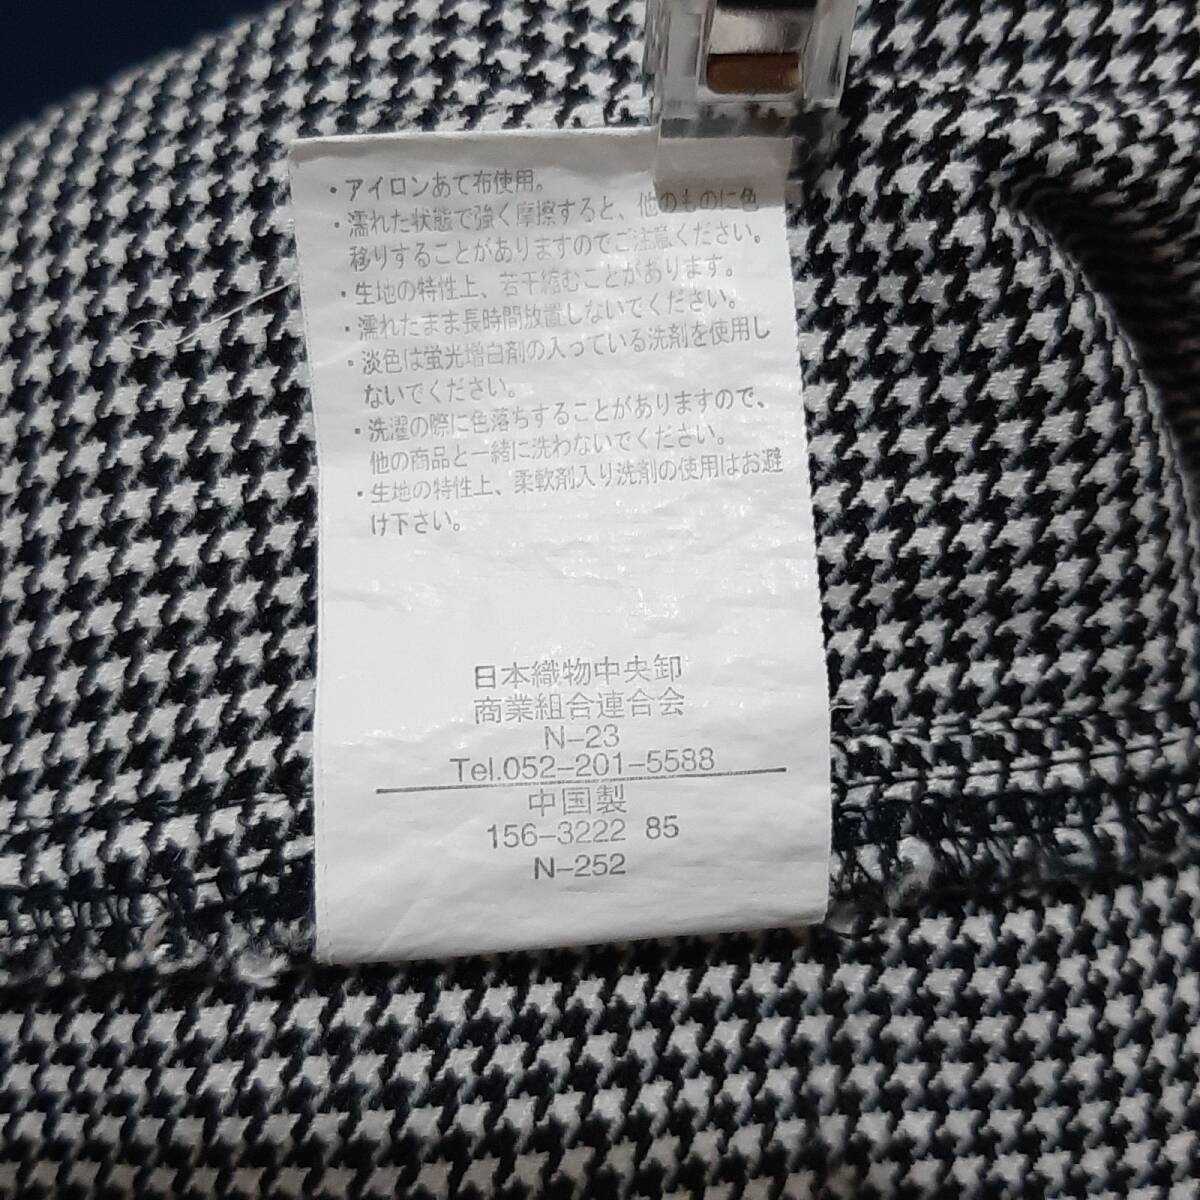 ・アイロンあて布使用。
・濡れた状態で強く摩擦すると、他のものに色
移りすることがありますのでご注意ください。
・生地の特性上、若干縮むことがあります。
・濡れたまま長時間放置しないでください。
・淡色は蛍光増白剤の入っている洗剤を使用し
ないでください。
・洗濯の際に色落ちすることがありますので、
他の商品と一緒に洗わないでください。
・生地の特性上、柔軟剤入り洗剤の使用はお避
け下さい。
日本織物中央卸
商業組合連合会
N-23
Tel.052-201-5588
中国製
156-3222 85
N-252